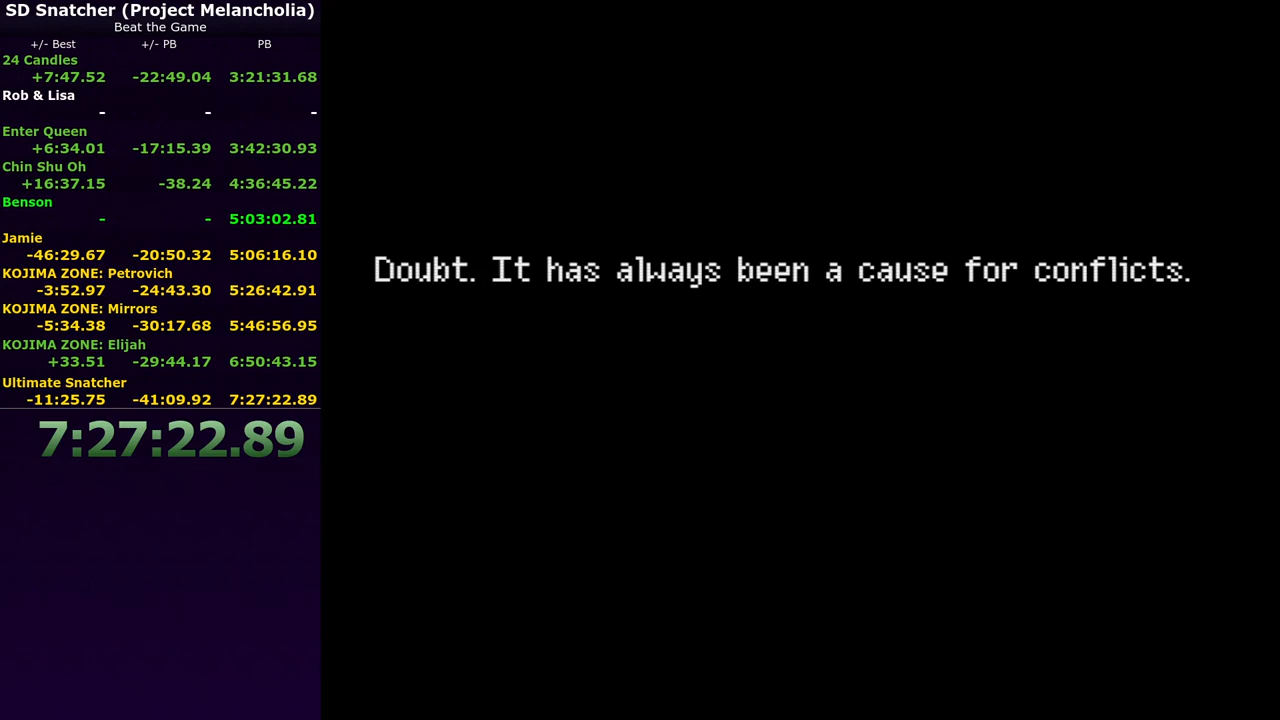 SD Snatcher (Project Melancholia)
Beat the Game
+/- Best +/- PB PB
24 Candles
+7:47.52 -22:49.04 3:21:31.68
Rob & Lisa
- - -
Enter Queen
+6:34.01 -17:15.39 3:42:30.93
Chin Shu Oh
+16:37.15 -38.24 4:36:45.22
Benson
- - 5:03:02.81
Jamie
-46:29.67 -20:50.32 5:06:16.10
KOJIMA ZONE: Petrovich
-3:52.97 -24:43.30 5:26:42.91
KOJIMA ZONE: Mirrors
-5:34.38 -30:17.68 5:46:56.95
KOJIMA ZONE: Elijah
+33.51 -29:44.17 6:50:43.15
Ultimate Snatcher
-11:25.75 -41:09.92 7:27:22.89
7:27:22.89
Doubt. It has always been a cause for conflicts.